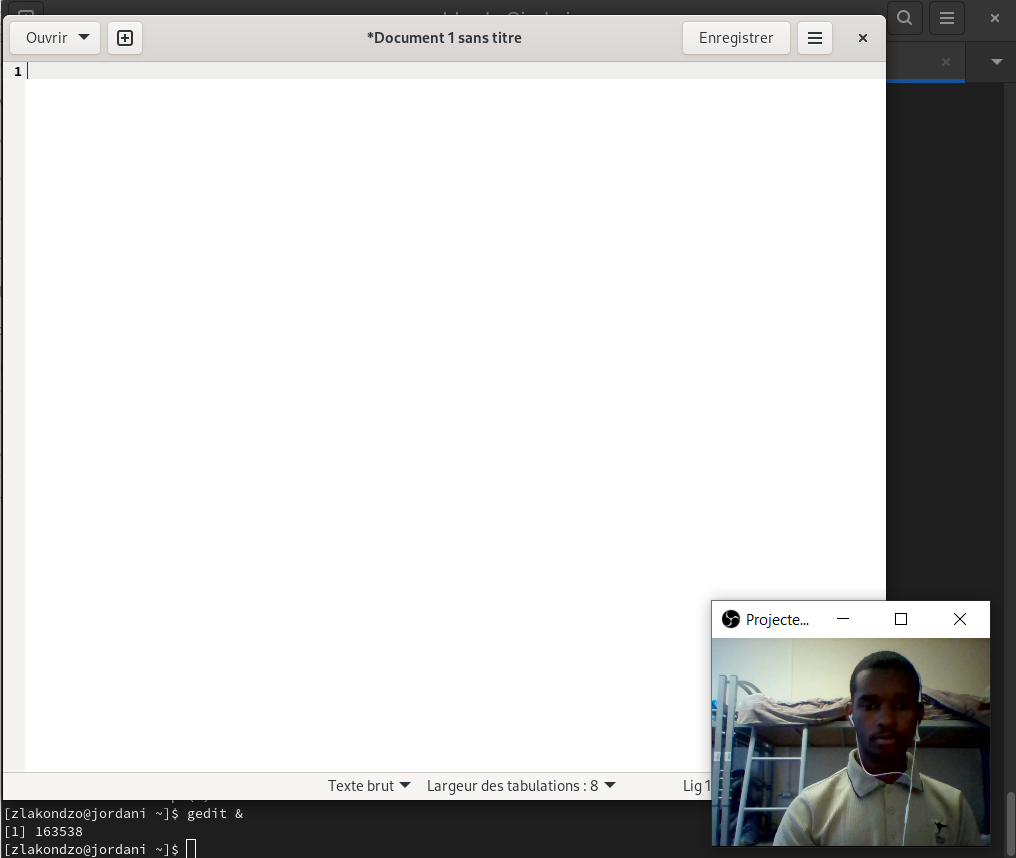 Ouvrir
*Document 1 sans titre
Enregistrer
1
Projecte...
Texte brut
Largeur des tabulations : 8
Lig 1
[zlakondzo@jordani ~]$ gedit &
[1] 163538
[zlakondzo@jordani ~]$